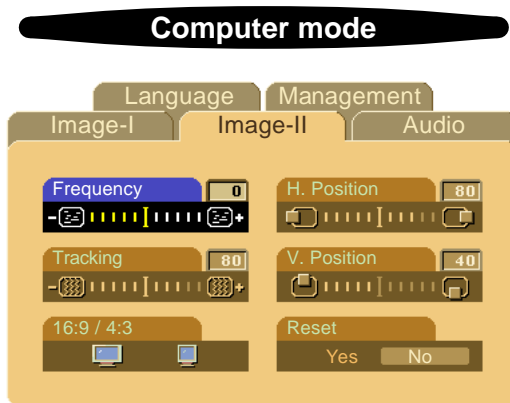 Computer mode
Language Management
Image-I Image-II Audio
Frequency 0 H. Position 80
- +
Tracking 80 V. Position 40
- +
16:9 / 4:3 Reset
Yes No